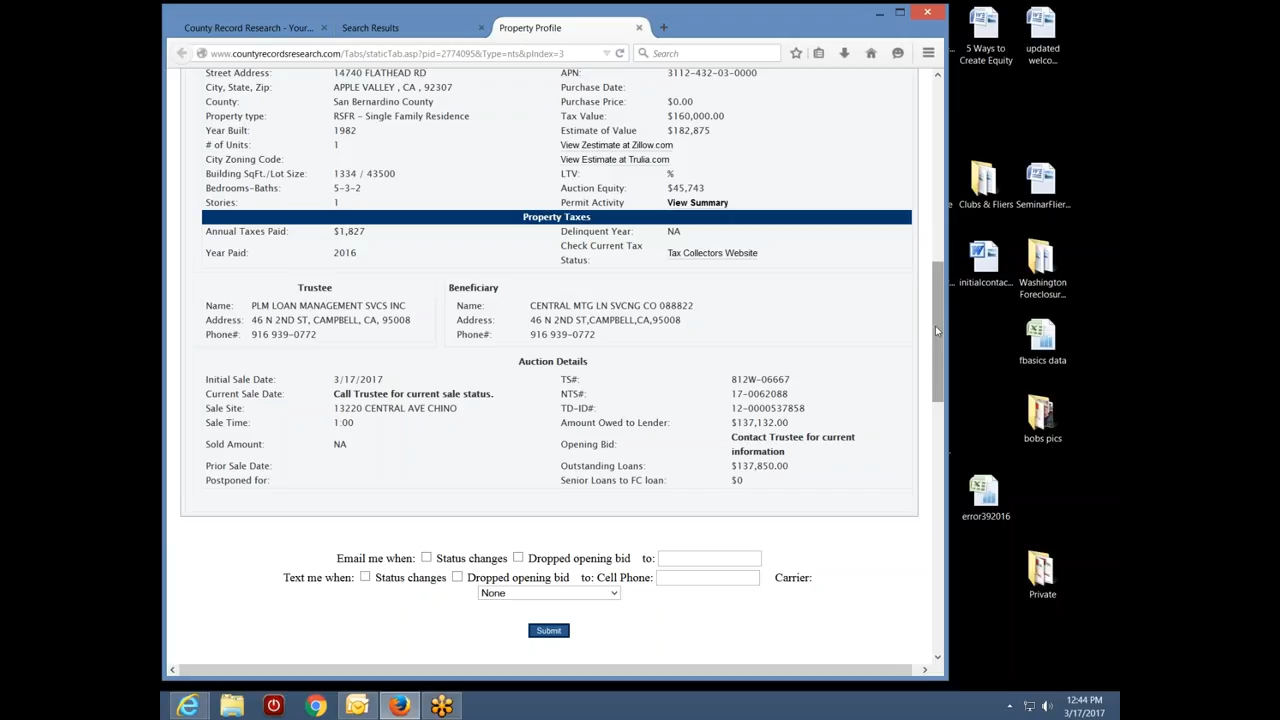 County Record Research - Your...
Search Results
Property Profile
www.countyrecordsresearch.com/Tabs/staticTab.asp?pid=2774095&Type=nts&pIndex=3
Search
Street Address: 14740 FLATHEAD RD APN: 3112-432-03-0000
City, State, Zip: APPLE VALLEY , CA , 92307 Purchase Date:
County: San Bernardino County Purchase Price: $0.00
Property type: RSFR - Single Family Residence Tax Value: $160,000.00
Year Built: 1982 Estimate of Value $182,875
# of Units: 1 View Zestimate at Zillow.com
City Zoning Code: View Estimate at Trulia.com
Building SqFt./Lot Size: 1334 / 43500 LTV: %
Bedrooms-Baths: 5-3-2 Auction Equity: $45,743
Stories: 1 Permit Activity View Summary
Property Taxes
Annual Taxes Paid: $1,827 Delinquent Year: NA
Year Paid: 2016 Check Current Tax Status: Tax Collectors Website
Trustee Beneficiary
Name: PLM LOAN MANAGEMENT SVCS INC Name: CENTRAL MTG LN SVCNG CO 088822
Address: 46 N 2ND ST, CAMPBELL, CA, 95008 Address: 46 N 2ND ST,CAMPBELL,CA,95008
Phone#: 916 939-0772 Phone#: 916 939-0772
Auction Details
Initial Sale Date: 3/17/2017 TS#: 812W-06667
Current Sale Date: Call Trustee for current sale status. NTS#: 17-0062088
Sale Site: 13220 CENTRAL AVE CHINO TD-ID#: 12-0000537858
Sale Time: 1:00 Amount Owed to Lender: $137,132.00
Sold Amount: NA Opening Bid: Contact Trustee for current information
Prior Sale Date: Outstanding Loans: $137,850.00
Postponed for: Senior Loans to FC loan: $0
Email me when: Status changes Dropped opening bid to:
Text me when: Status changes Dropped opening bid to: Cell Phone: Carrier:
None
Submit
5 Ways to Create Equity
updated welco...
Clubs & Fliers
SeminarFlier...
initialcontac...
Washington Foreclosur...
fbasics data
bobs pics
error392016
Private
12:44 PM
3/17/2017